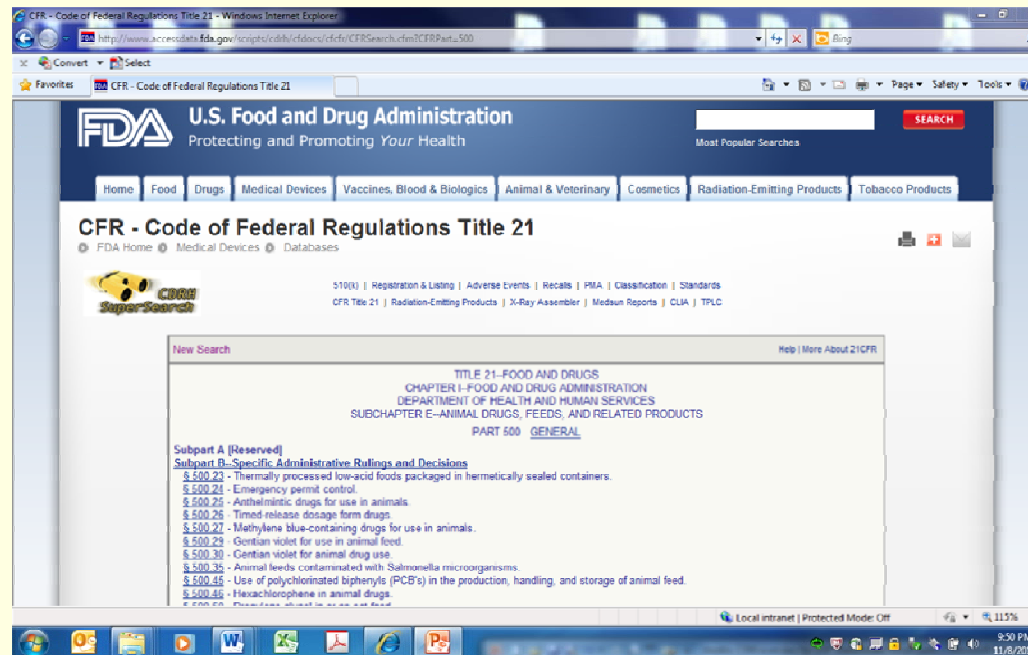 CFR - Code of Federal Regulations Title 21 - Windows Internet Explorer
http://www.accessdata.fda.gov/scripts/cdrh/cfdocs/cfcfr/CFRSearch.cfm?CFRPart=500
Bing
x Convert Select
Favorites CFR - Code of Federal Regulations Title 21 Page Safety Tools
FDA U.S. Food and Drug Administration
Protecting and Promoting Your Health
SEARCH
Most Popular Searches
Home Food Drugs Medical Devices Vaccines, Blood & Biologics Animal & Veterinary Cosmetics Radiation-Emitting Products Tobacco Products
CFR - Code of Federal Regulations Title 21
FDA Home Medical Devices Databases
CDRH
SuperSearch
510(k) | Registration & Listing | Adverse Events | Recalls | PMA | Classification | Standards
CFR Title 21 | Radiation-Emitting Products | X-Ray Assembler | Medsun Reports | CLIA | TPLC
New Search Help | More About 21CFR
TITLE 21--FOOD AND DRUGS
CHAPTER I--FOOD AND DRUG ADMINISTRATION
DEPARTMENT OF HEALTH AND HUMAN SERVICES
SUBCHAPTER E--ANIMAL DRUGS, FEEDS, AND RELATED PRODUCTS
PART 500 GENERAL
Subpart A [Reserved]
Subpart B--Specific Administrative Rulings and Decisions
§ 500.23 - Thermally processed low-acid foods packaged in hermetically sealed containers.
§ 500.24 - Emergency permit control.
§ 500.25 - Anthelmintic drugs for use in animals.
§ 500.26 - Timed-release dosage form drugs.
§ 500.27 - Methylene blue-containing drugs for use in animals.
§ 500.29 - Gentian violet for use in animal feed.
§ 500.30 - Gentian violet for animal drug use.
§ 500.35 - Animal feeds contaminated with Salmonella microorganisms.
§ 500.45 - Use of polychlorinated biphenyls (PCB's) in the production, handling, and storage of animal feed.
§ 500.46 - Hexachlorophene in animal drugs.
Local intranet | Protected Mode: Off 115%
9:50 PM